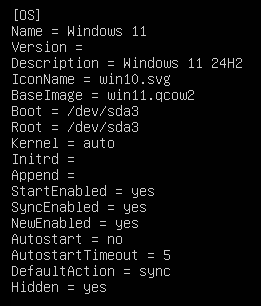 [OS]
Name = Windows 11
Version =
Description = Windows 11 24H2
IconName = win10.svg
BaseImage = win11.qcow2
Boot = /dev/sda3
Root = /dev/sda3
Kernel = auto
Initrd =
Append =
StartEnabled = yes
SyncEnabled = yes
NewEnabled = yes
Autostart = no
AutostartTimeout = 5
DefaultAction = sync
Hidden = yes